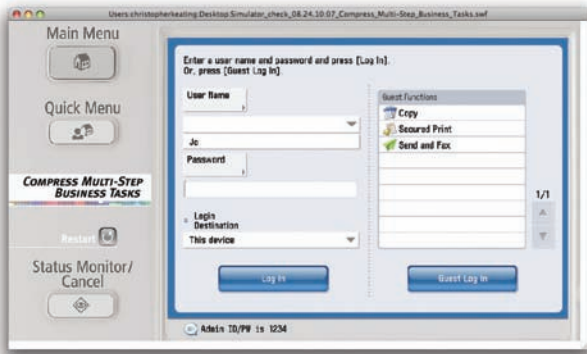 Users:christopherkeating:Desktop:Simulator_check_08.24.10:07_Compress_Multi-Step_Business_Tasks.swf
Main Menu
Quick Menu
COMPRESS MULTI-STEP
BUSINESS TASKS
Restart
Status Monitor/
Cancel
Enter a user name and password and press [Log In].
Or, press [Guest Log In].
User Name
Jo
Password
Login
Destination
This device
Log In
Guest Functions
Copy
Secured Print
Send and Fax
1/1
Guest Log In
Admin ID/PW is 1234